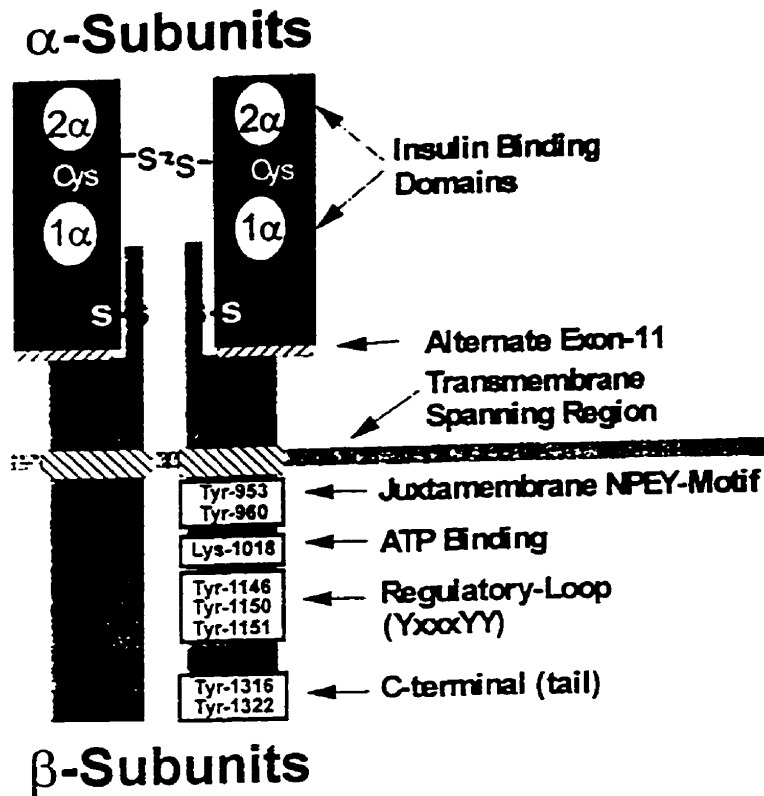 α-Subunits
2α
2α
S S
Cys
Cys
Insulin Binding
Domains
1α
1α
S
S
Alternate Exon-11
Transmembrane
Spanning Region
Tyr-953
Tyr-960
Juxtamembrane NPEY-Motif
Lys-1018
ATP Binding
Tyr-1146
Tyr-1150
Tyr-1151
Regulatory-Loop
(YxxxYY)
Tyr-1316
Tyr-1322
C-terminal (tail)
β-Subunits